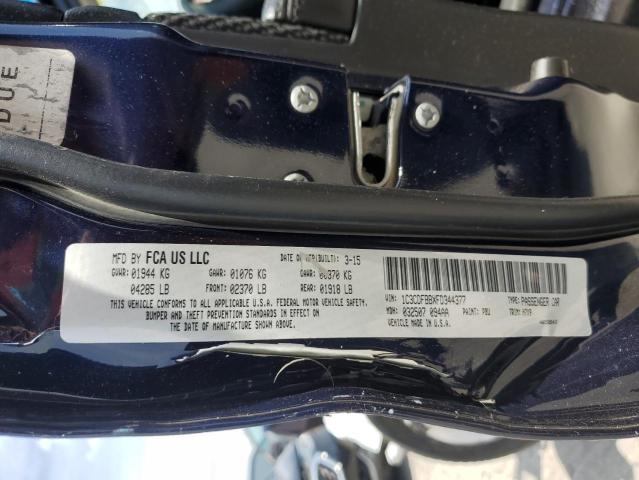 DUE
MFD BY FCA US LLC
DATE OF MFR(BUILT): 3-15
GVWR: 01944 KG GAWR: 01076 KG GAWR: 00870 KG
04285 LB FRONT: 02370 LB REAR: 01918 LB
THIS VEHICLE CONFORMS TO ALL APPLICABLE U.S.A. FEDERAL MOTOR VEHICLE SAFETY,
BUMPER AND THEFT PREVENTION STANDARDS IN EFFECT ON
THE DATE OF MANUFACTURE SHOWN ABOVE.
VIN: 1C3CDFBBXFD344377 TYPE: PASSENGER CAR
MDH: 032507 094AA PAINT: PBU TRIM:
VEHICLE MADE IN U.S.A.